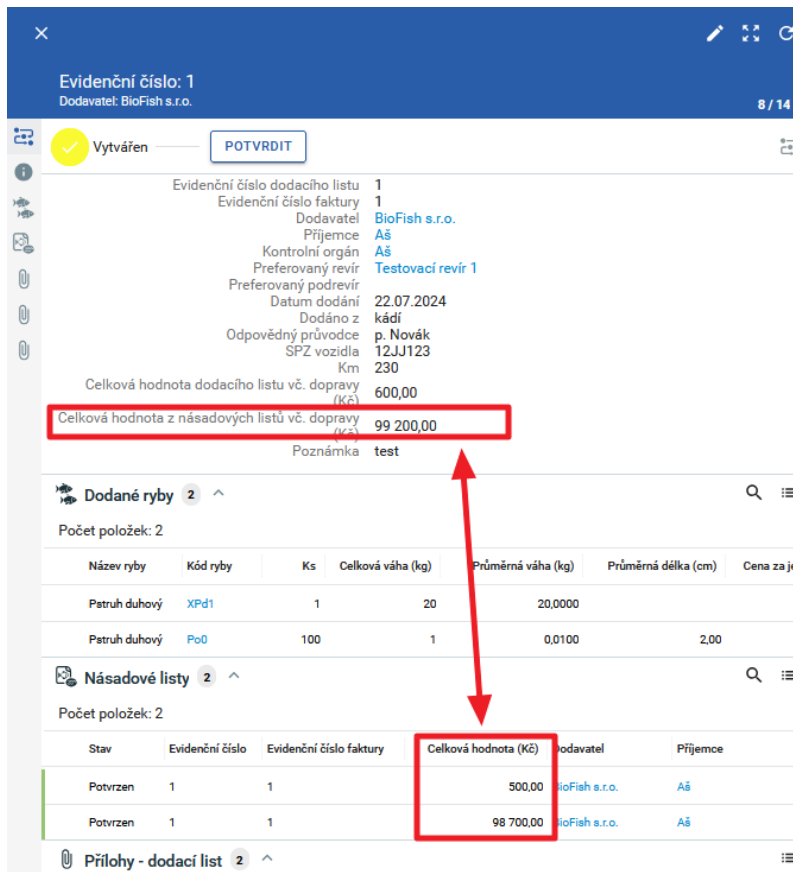 Evidenční číslo: 1
Dodavatel: BioFish s.r.o.
8 / 14
Vytvářen
POTVRDIT
Evidenční číslo dodacího listu 1
Evidenční číslo faktury 1
Dodavatel BioFish s.r.o.
Příjemce Aš
Kontrolní orgán Aš
Preferovaný revír Testovací revír 1
Preferovaný podrevír
Datum dodání 22.07.2024
Dodáno z kádí
Odpovědný průvodce p. Novák
SPZ vozidla 12JJ123
Km 230
Celková hodnota dodacího listu vč. dopravy
(Kč) 600,00
Celková hodnota z násadových listů vč. dopravy
(Kč) 99 200,00
Poznámka test
Dodané ryby 2
Počet položek: 2
Název ryby Kód ryby Ks Celková váha (kg) Průměrná váha (kg) Průměrná délka (cm) Cena za je
Pstruh duhový XPd1 1 20 20,0000
Pstruh duhový Po0 100 1 0,0100 2,00
Násadové listy 2
Počet položek: 2
Stav Evidenční číslo Evidenční číslo faktury Celková hodnota (Kč) Dodavatel Příjemce
Potvrzen 1 1 500,00 BioFish s.r.o. Aš
Potvrzen 1 1 98 700,00 BioFish s.r.o. Aš
Přílohy - dodací list 2